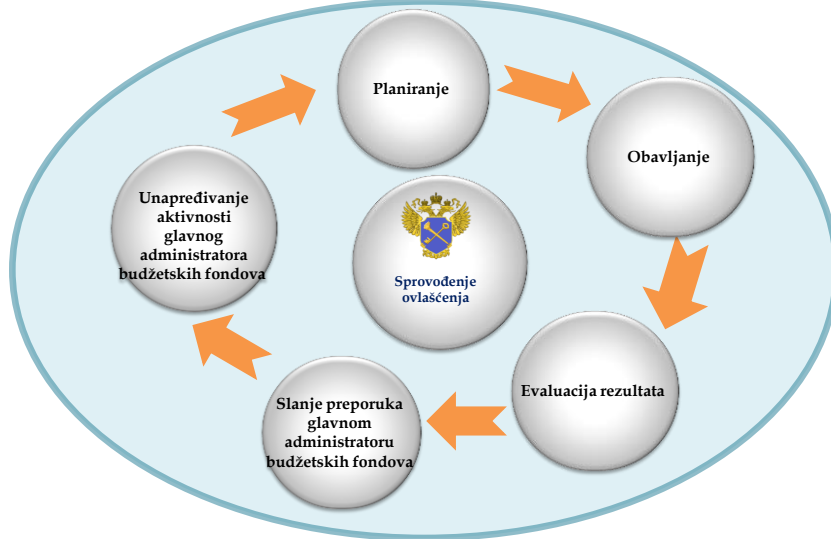 Planiranje
Obavljanje
Unapređivanje
aktivnosti
glavnog
administratora
budžetskih fondova
Sprovođenje
ovlašćenja
Evaluacija rezultata
Slanje preporuka
glavnom
administratoru
budžetskih fondova